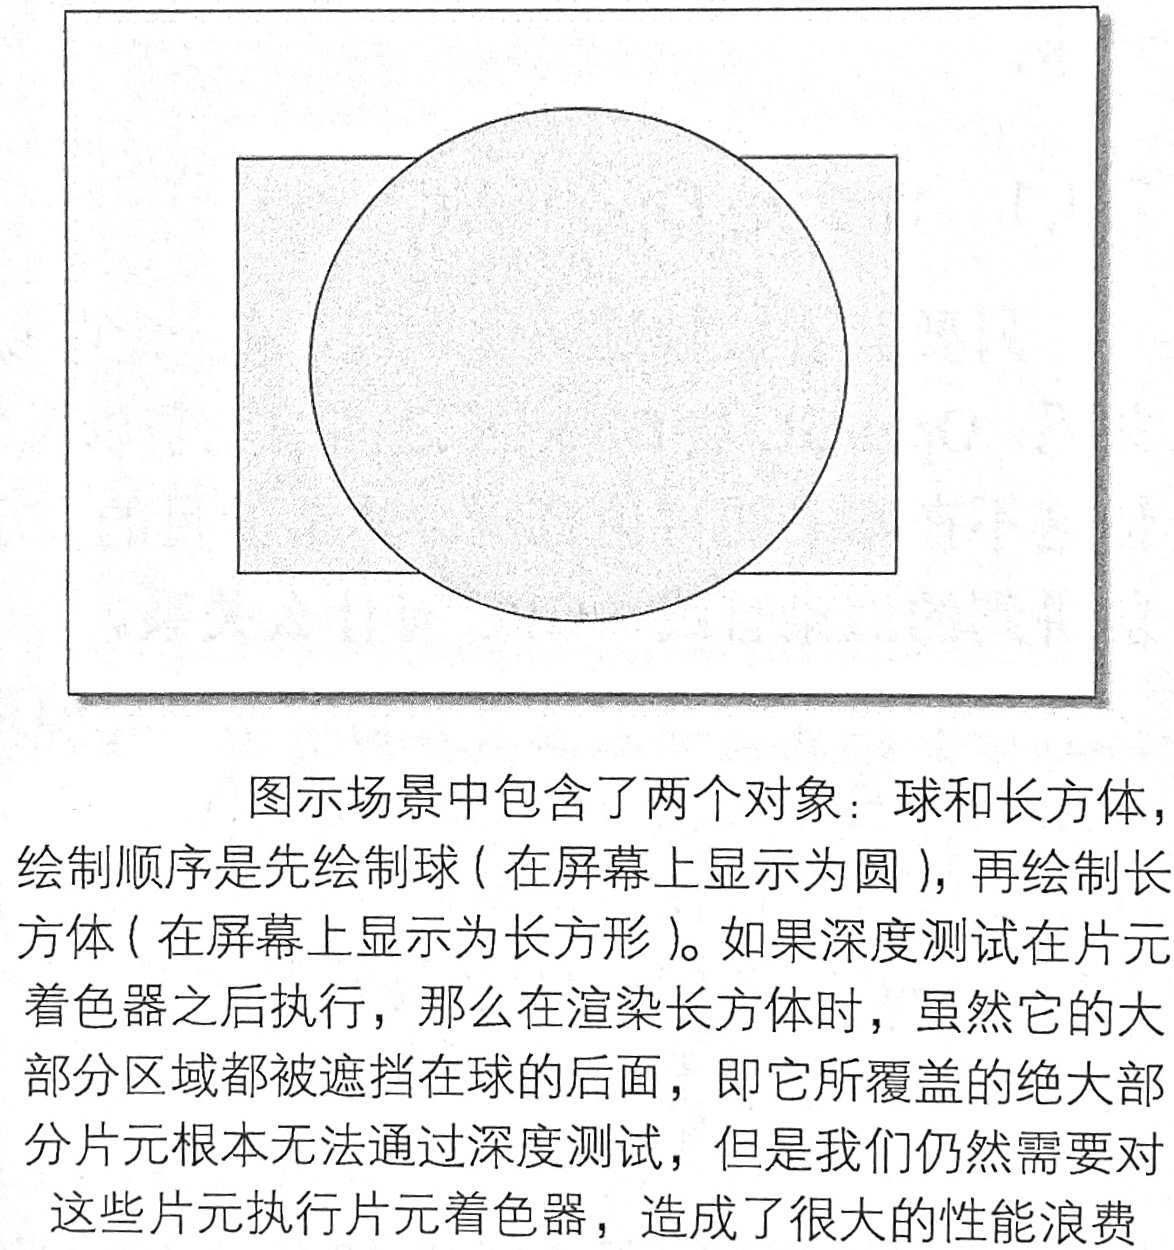 图示场景中包含了两个对象：球和长方体，
绘制顺序是先绘制球（在屏幕上显示为圆），再绘制长
方体（在屏幕上显示为长方形）。如果深度测试在片元
着色器之后执行，那么在渲染长方体时，虽然它的大
部分区域都被遮挡在球的后面，即它所覆盖的绝大部
分片元根本无法通过深度测试，但是我们仍然需要对
这些片元执行片元着色器，造成了很大的性能浪费